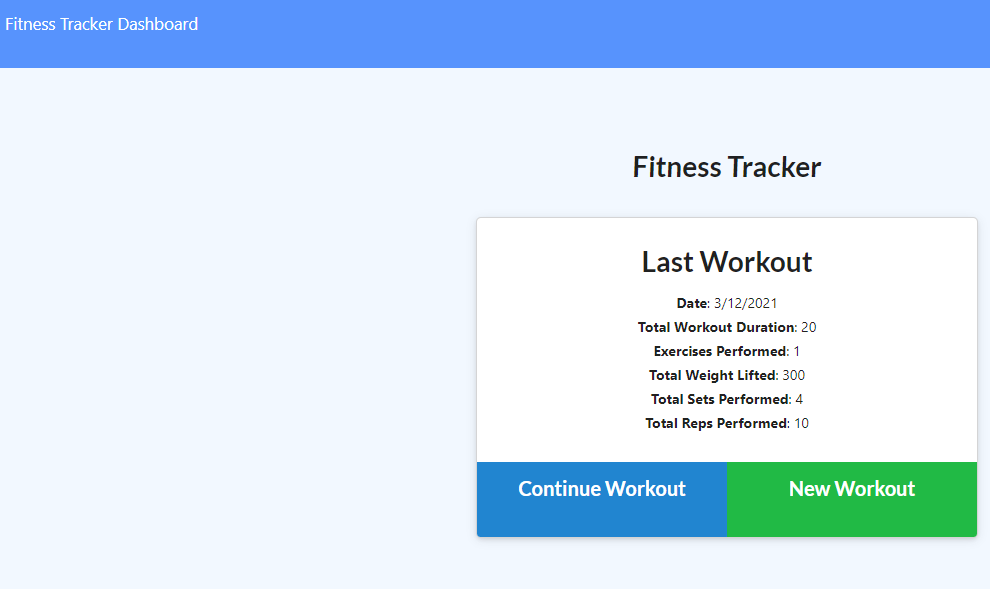 Fitness Tracker Dashboard
Fitness Tracker
Last Workout
Date: 3/12/2021
Total Workout Duration: 20
Exercises Performed: 1
Total Weight Lifted: 300
Total Sets Performed: 4
Total Reps Performed: 10
Continue Workout
New Workout